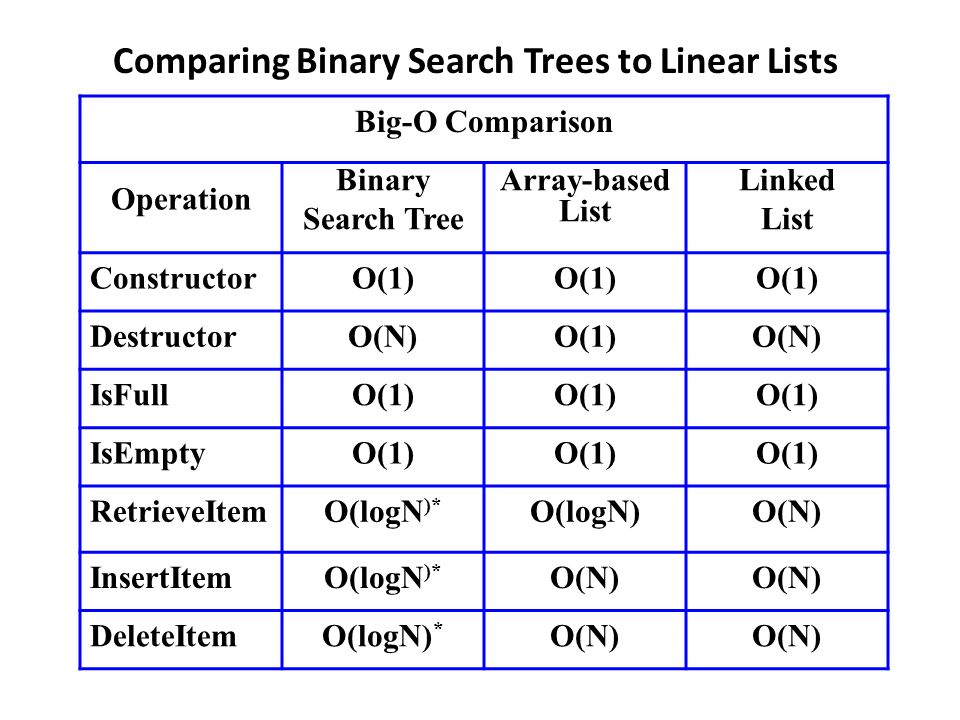 Comparing Binary Search Trees to Linear Lists
Big-O Comparison
Operation
Binary
Search Tree
Array-based
List
Linked
List
Constructor O(1) O(1) O(1)
Destructor O(N) O(1) O(N)
IsFull O(1) O(1) O(1)
IsEmpty O(1) O(1) O(1)
RetrieveItem O(logN)* O(logN) O(N)
InsertItem O(logN)* O(N) O(N)
DeleteItem O(logN)* O(N) O(N)